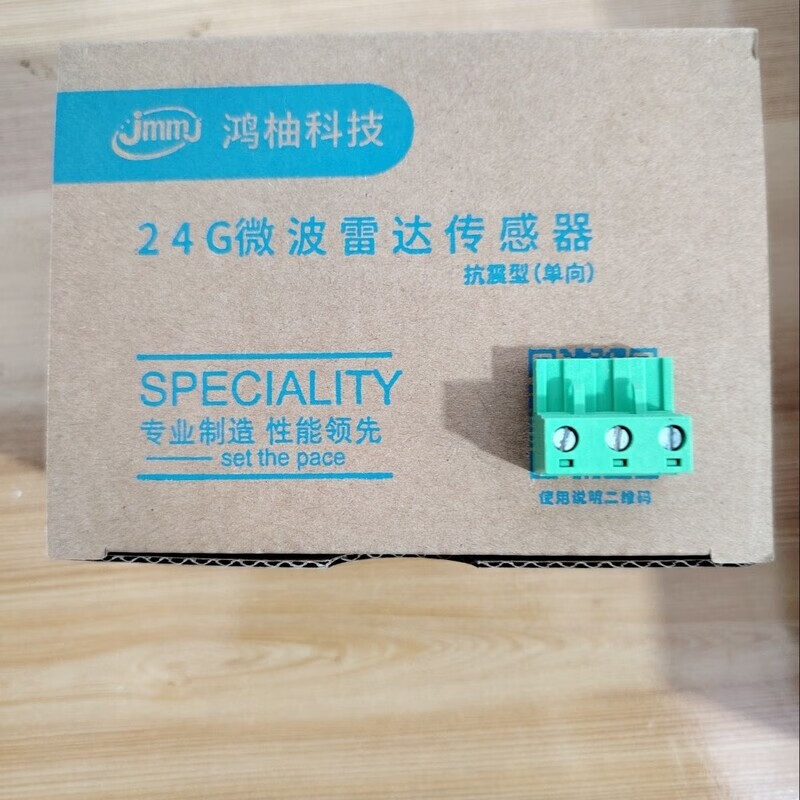 jmmJ 鸿柚科技
24G微波雷达传感器
抗震型(单向)
SPECIALITY
专业制造 性能领先
set the pace
使用说明二维码